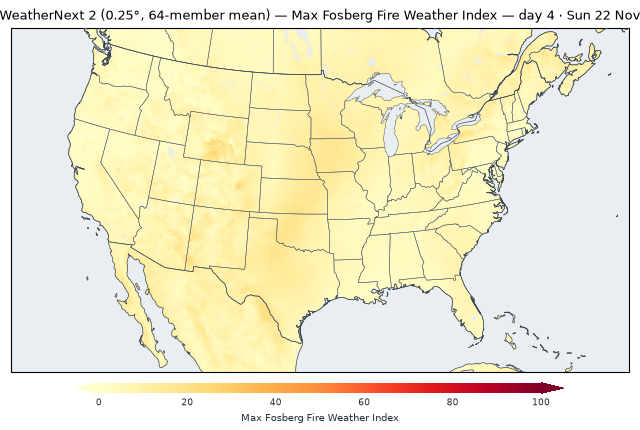 WeatherNext 2 (0.25°, 64-member mean) — Max Fosberg Fire Weather Index — day 4 · Sun 22 Nov
0 20 40 60 80 100
Max Fosberg Fire Weather Index